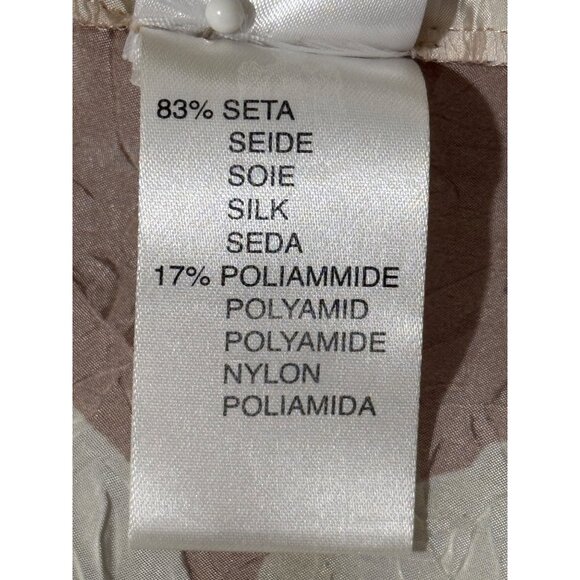 83% SETA
SEIDE
SOIE
SILK
SEDA
17% POLIAMMIDE
POLYAMID
POLYAMIDE
NYLON
POLIAMIDA